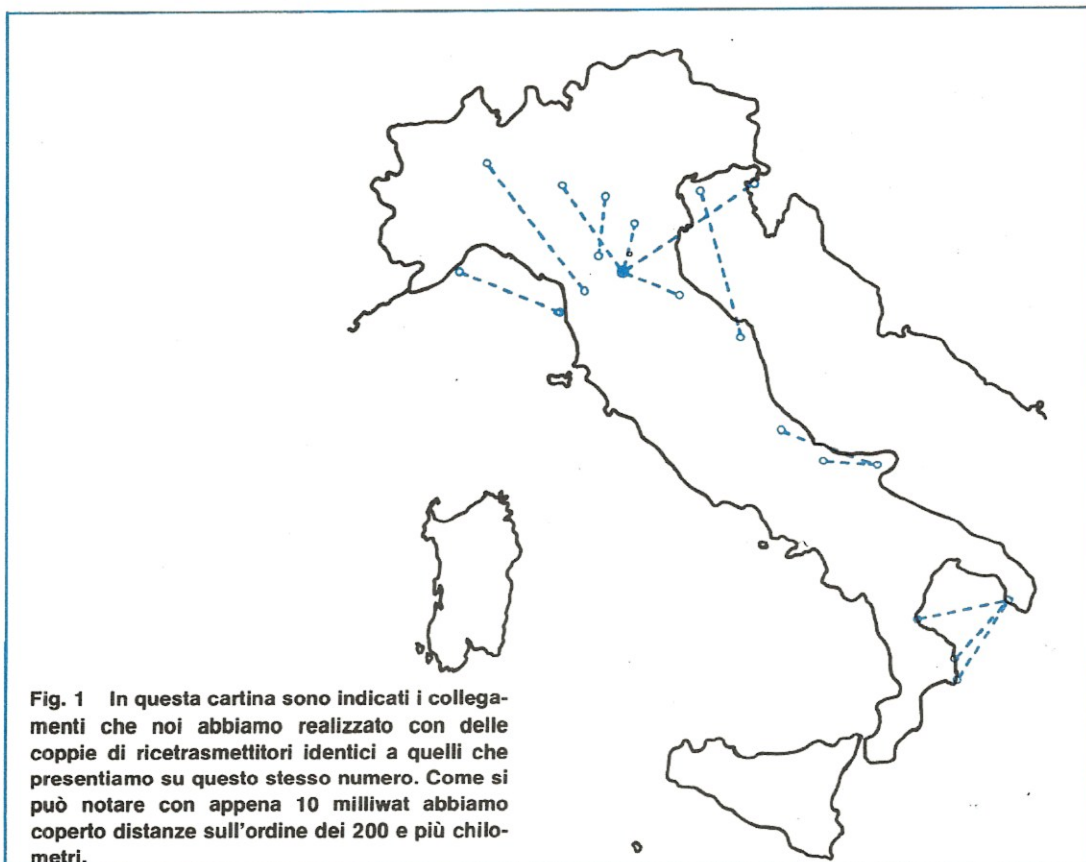 Fig. 1 In questa cartina sono indicati i collega-
menti che noi abbiamo realizzato con delle
coppie di ricetrasmettitori identici a quelli che
presentiamo su questo stesso numero. Come si
può notare con appena 10 milliwat abbiamo
coperto distanze sull'ordine dei 200 e più chilo-
metri.